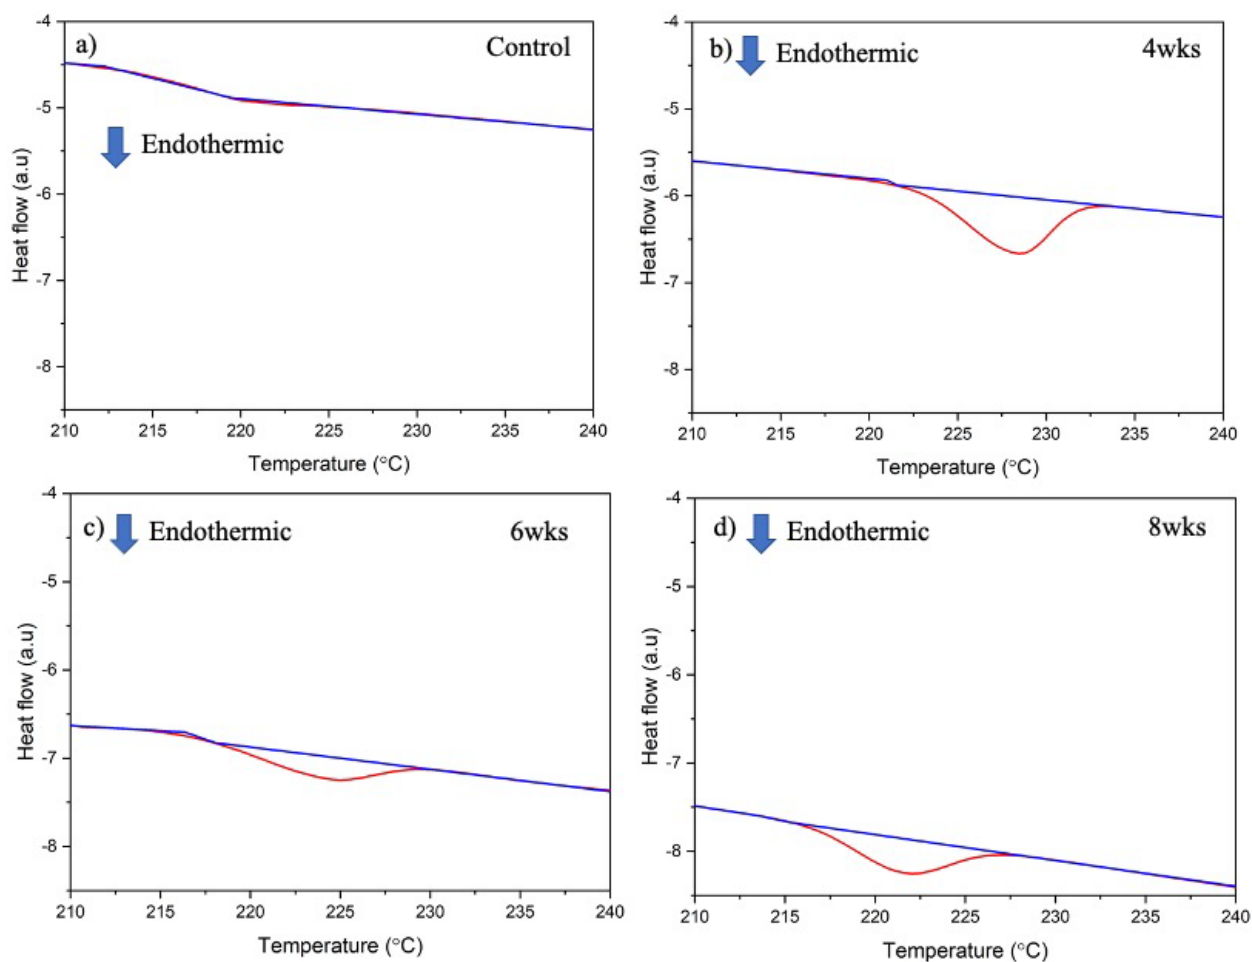 a)
Control
Endothermic
-4
-5
-6
-7
-8
Heat flow (a.u)
210 215 220 225 230 235 240
Temperature (°C)
b)
Endothermic
4wks
-4
-5
-6
-7
-8
Heat flow (a.u)
210 215 220 225 230 235 240
Temperature (°C)
c)
Endothermic
6wks
-4
-5
-6
-7
-8
Heat flow (a.u)
210 215 220 225 230 235 240
Temperature (°C)
d)
Endothermic
8wks
-4
-5
-6
-7
-8
Heat flow (a.u)
210 215 220 225 230 235 240
Temperature (°C)